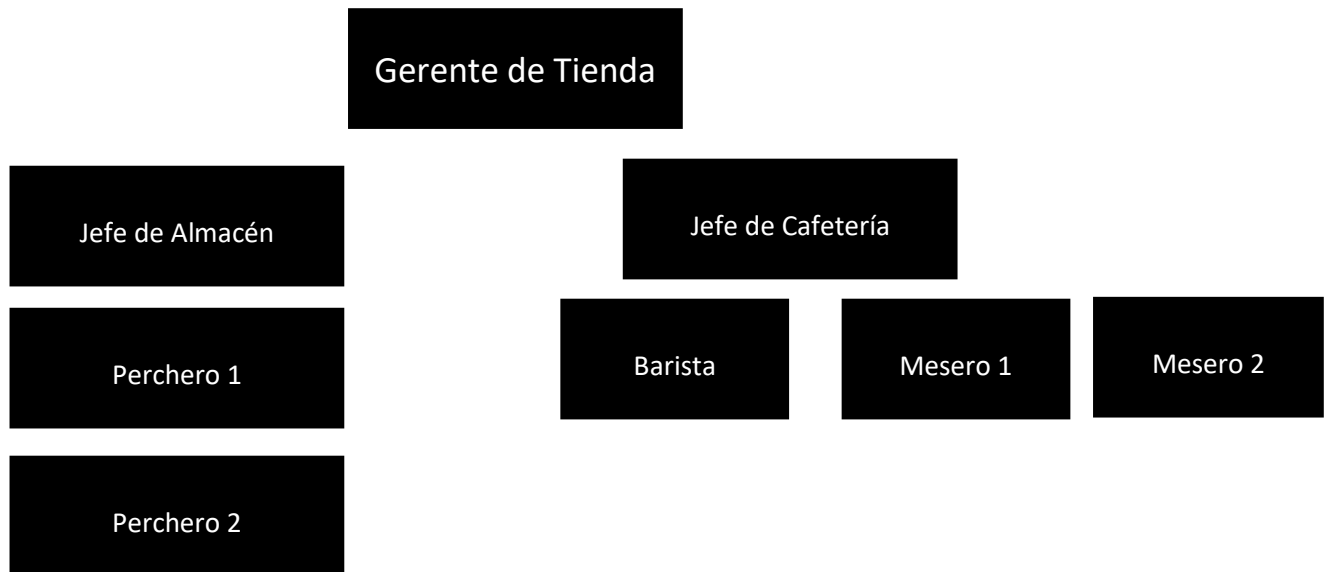 Gerente de Tienda
Jefe de Almacén
Jefe de Cafetería
Perchero 1
Barista
Mesero 1
Mesero 2
Perchero 2